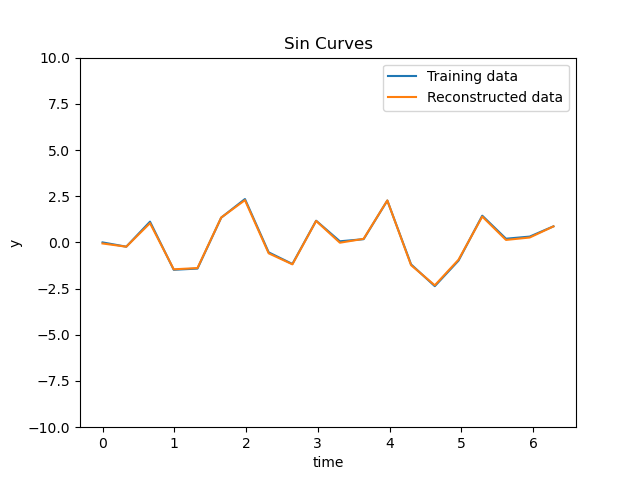 Sin Curves
Training data
Reconstructed data
10.0
7.5
5.0
2.5
0.0
−2.5
−5.0
−7.5
−10.0
y
0 1 2 3 4 5 6
time